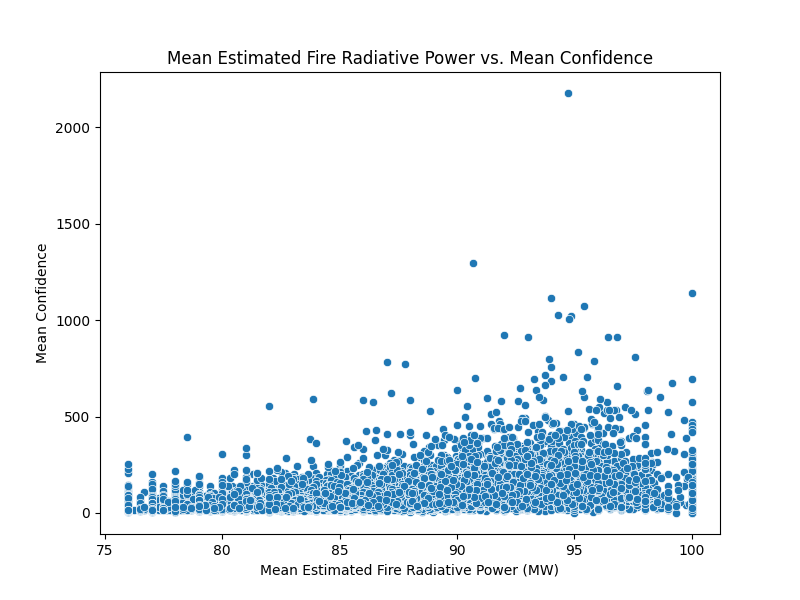 Mean Estimated Fire Radiative Power vs. Mean Confidence
2000
1500
1000
500
0
Mean Confidence
75 80 85 90 95 100
Mean Estimated Fire Radiative Power (MW)